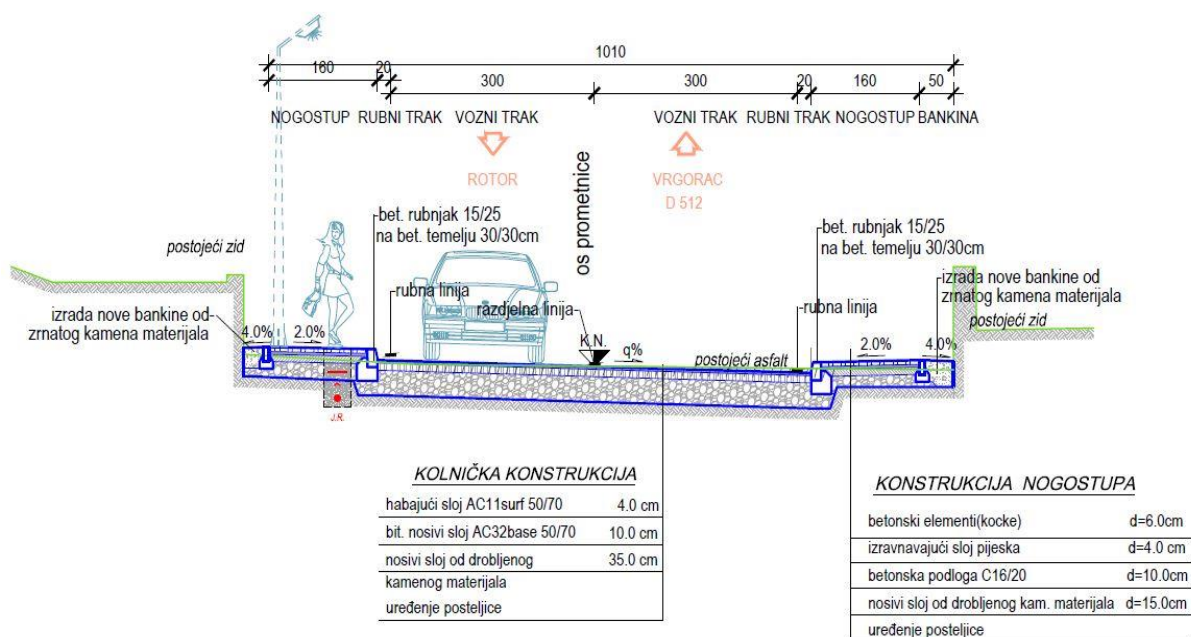 1010
160 20 300 300 20 160 50
NOGOSTUP RUBNI TRAK VOZNI TRAK VOZNI TRAK RUBNI TRAK NOGOSTUP BANKINA
ROTOR
VRGORAC
D 512
os prometnice
bet. rubnjak 15/25
na bet. temelju 30/30cm
bet. rubnjak 15/25
na bet. temelju 30/30cm
postojeći zid
izrada nove bankine od
zrnatog kamena materijala
rubna linija
razdjelna linija
rubna linija
izrada nove bankine od
zrnatog kamena materijala
postojeći zid
4.0% 2.0%
K.N.
q%
postojeći asfalt
2.0% 4.0%
J.R.
KOLNIČKA KONSTRUKCIJA
habajući sloj AC11surf 50/70 4.0 cm
bit. nosivi sloj AC32base 50/70 10.0 cm
nosivi sloj od drobljenog 35.0 cm
kamenog materijala
uređenje posteljice
KONSTRUKCIJA NOGOSTUPA
betonski elementi(kocke) d=6.0cm
izravnavajući sloj pijeska d=4.0 cm
betonska podloga C16/20 d=10.0cm
nosivi sloj od drobljenog kam. materijala d=15.0cm
uređenje posteljice